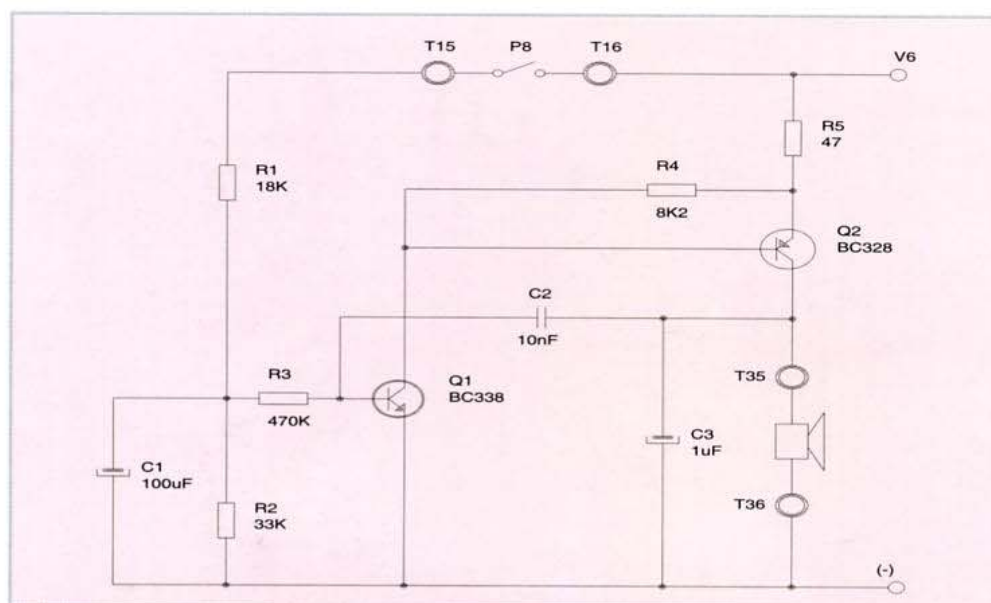 T15 P8 T16
V6
R5
47
R4
R1
18K
8K2
Q2
BC328
C2
10nF
R3
Q1
BC338
T35
470K
C3
1uF
C1
100uF
R2
33K
T36
(-)